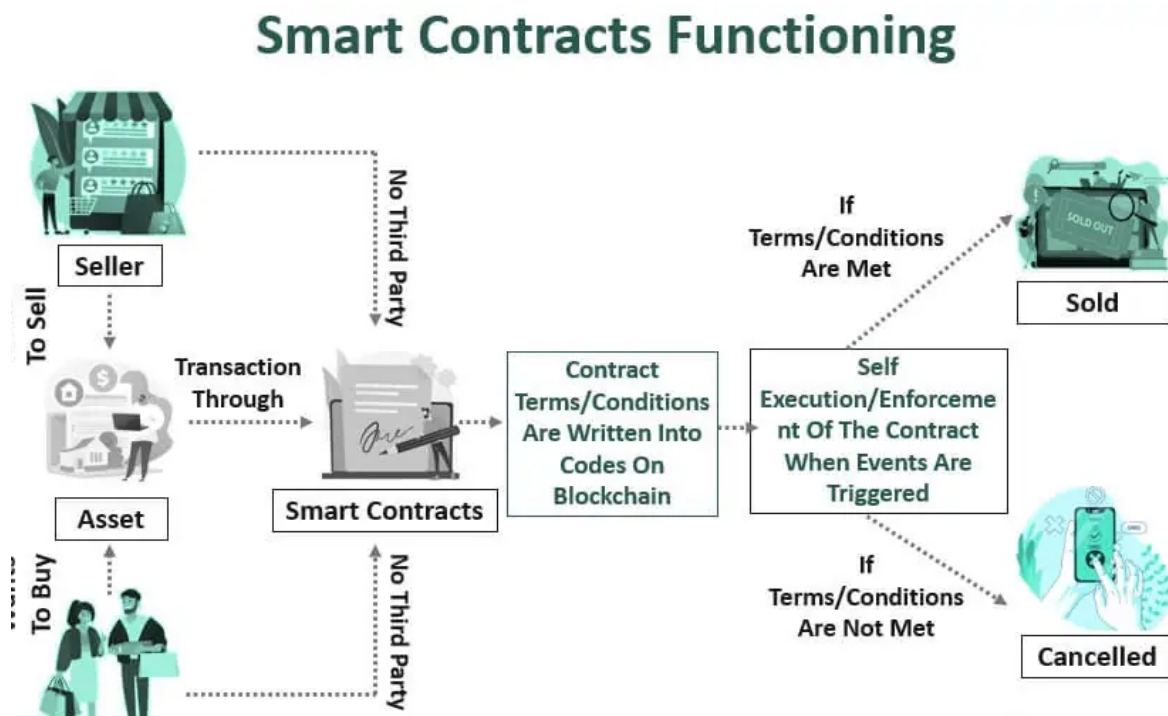 Smart Contracts Functioning
Seller
To Sell
No Third Party
Asset
Transaction
Through
Smart Contracts
To Buy
No Third Party
Contract
Terms/Conditions
Are Written Into
Codes On
Blockchain
Self
Execution/Enforceme
nt Of The Contract
When Events Are
Triggered
If
Terms/Conditions
Are Met
SOLD OUT
Sold
If
Terms/Conditions
Are Not Met
Cancelled